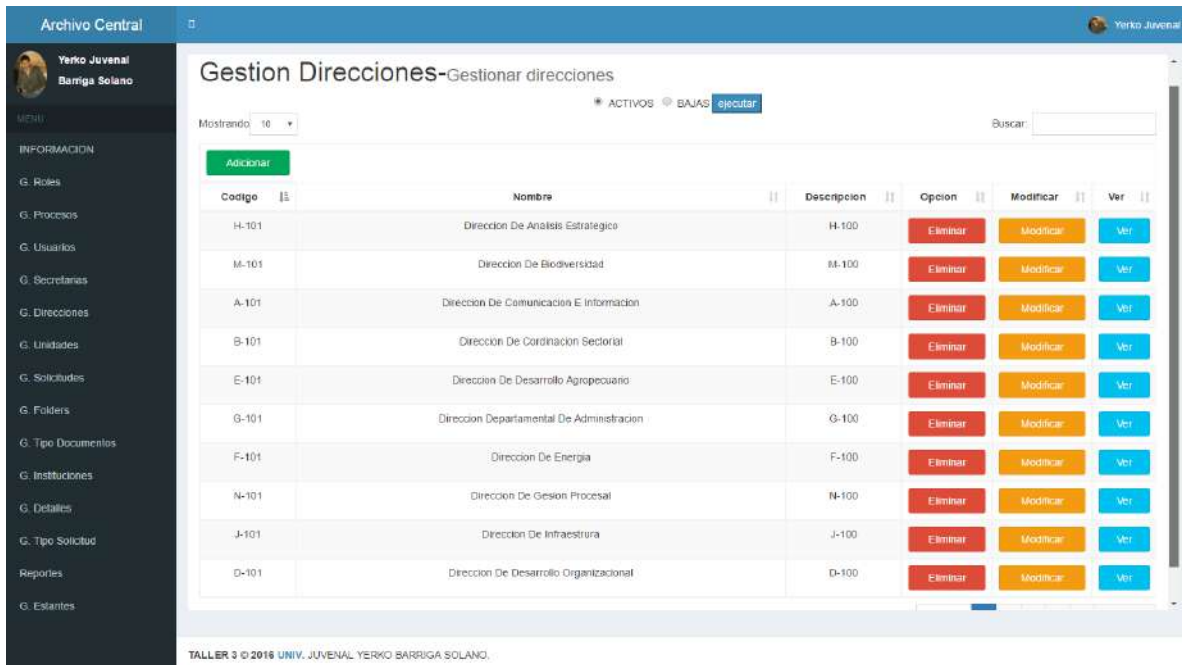 Archivo Central
Yerko Juvenal
Yerko Juvenal
Barriga Solano
MENU
INFORMACION
G. Roles
G. Procesos
G. Usuarios
G. Secretarias
G. Direcciones
G. Unidades
G. Solicitudes
G. Folders
G. Tipo Documentos
G. Instituciones
G. Detalles
G. Tipo Solicitud
Reportes
G. Estantes
Gestion Direcciones-Gestionar direcciones
ACTIVOS BAJAS ejecutar
Mostrando 10 Buscar:
Adicionar
Codigo Nombre Descripcion Opcion Modificar Ver
H-101 Direccion De Analisis Estrategico H-100 Eliminar Modificar Ver
M-101 Direccion De Biodiversidad M-100 Eliminar Modificar Ver
A-101 Direccion De Comunicacion E Informacion A-100 Eliminar Modificar Ver
B-101 Direccion De Cordinacion Sectorial B-100 Eliminar Modificar Ver
E-101 Direccion De Desarrollo Agropecuario E-100 Eliminar Modificar Ver
G-101 Direccion Departamental De Administracion G-100 Eliminar Modificar Ver
F-101 Direccion De Energia F-100 Eliminar Modificar Ver
N-101 Direccion De Gesion Procesal N-100 Eliminar Modificar Ver
J-101 Direccion De Infraestrura J-100 Eliminar Modificar Ver
D-101 Direccion De Desarrollo Organizacional D-100 Eliminar Modificar Ver
TALLER 3 © 2016 UNIV. JUVENAL YERKO BARRIGA SOLANO.